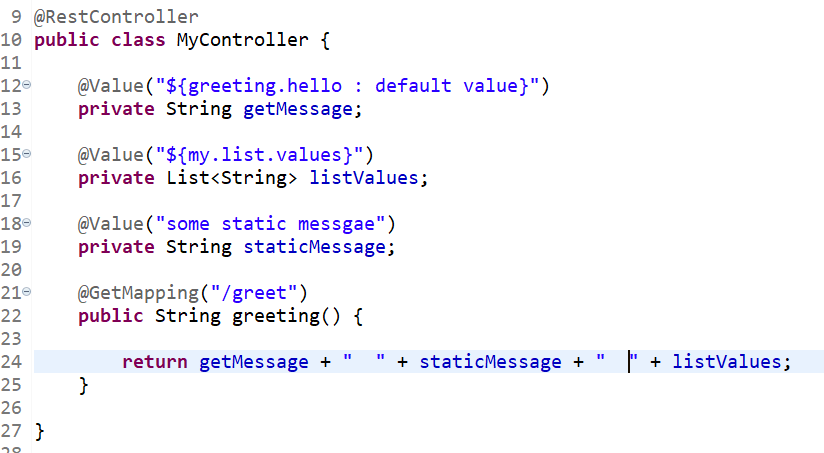 9 @RestController
10 public class MyController {
11
12 @Value("${greeting.hello : default value}")
13 private String getMessage;
14
15 @Value("${my.list.values}")
16 private List<String> listValues;
17
18 @Value("some static messgae")
19 private String staticMessage;
20
21 @GetMapping("/greet")
22 public String greeting() {
23
24 return getMessage + "  " + staticMessage + "  " + listValues;
25 }
26
27 }
28